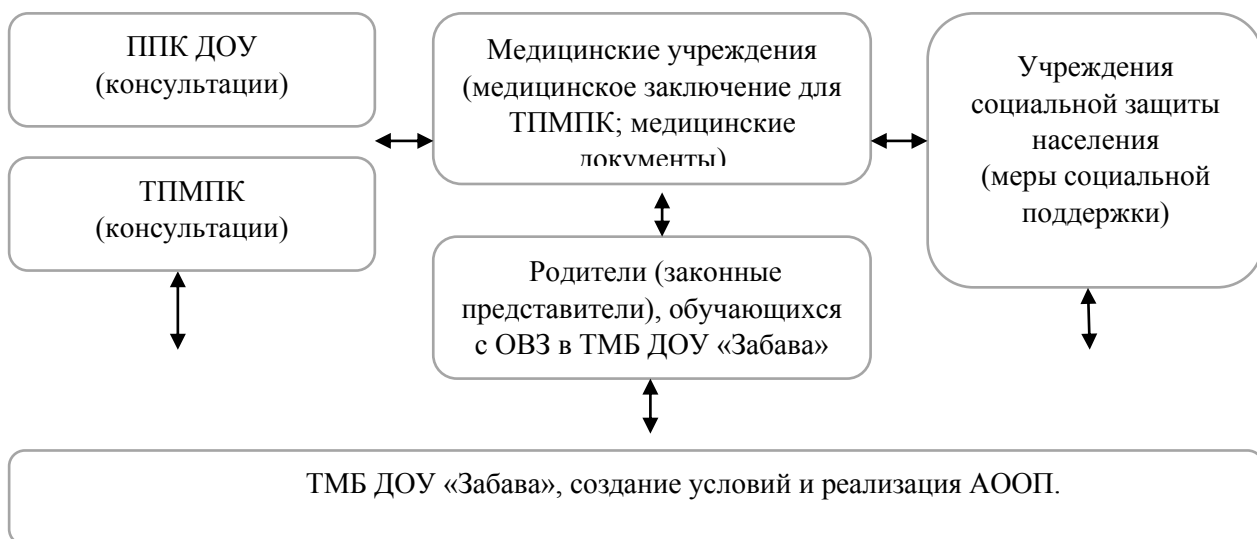 ППК ДОУ
(консультации)
ТПМПК
(консультации)
Медицинские учреждения
(медицинское заключение для
ТПМПК; медицинские
документы)
Учреждения
социальной защиты
населения
(меры социальной
поддержки)
Родители (законные
представители), обучающихся
с ОВЗ в ТМБ ДОУ «Забава»
ТМБ ДОУ «Забава», создание условий и реализация АООП.